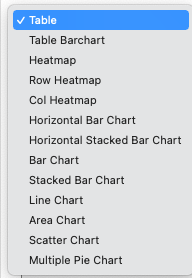 ✓ Table
Table Barchart
Heatmap
Row Heatmap
Col Heatmap
Horizontal Bar Chart
Horizontal Stacked Bar Chart
Bar Chart
Stacked Bar Chart
Line Chart
Area Chart
Scatter Chart
Multiple Pie Chart